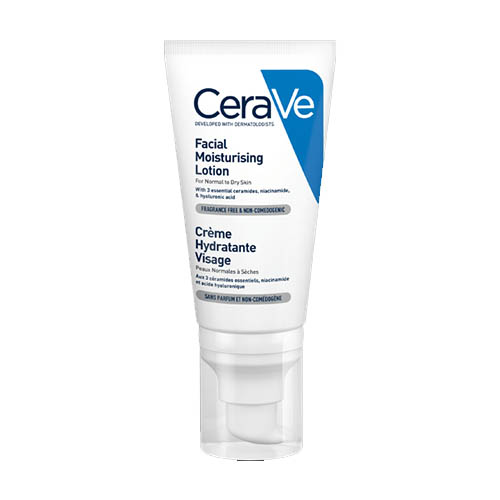 CeraVe
DEVELOPED WITH DERMATOLOGISTS
Facial
Moisturising
Lotion
For Normal to Dry Skin
With 3 essential ceramides, niacinamide,
& hyaluronic acid
FRAGRANCE FREE & NON-COMEDOGENIC
Crème
Hydratante
Visage
Peaux Normales à Sèches
Aux 3 céramides essentiels, niacinamide
et acide hyaluronique
SANS PARFUM ET NON-COMÉDOGÈNE